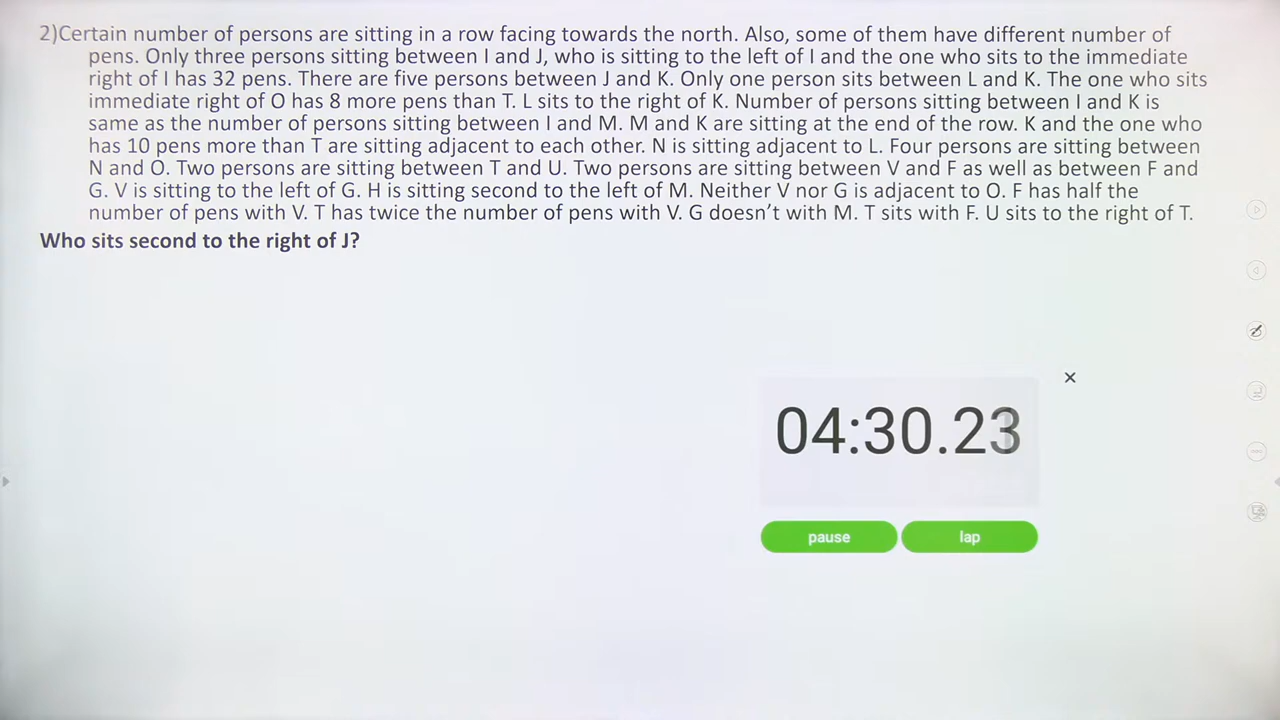 2)Certain number of persons are sitting in a row facing towards the north. Also, some of them have different number of
pens. Only three persons sitting between I and J, who is sitting to the left of I and the one who sits to the immediate
right of I has 32 pens. There are five persons between J and K. Only one person sits between L and K. The one who sits
immediate right of O has 8 more pens than T. L sits to the right of K. Number of persons sitting between I and K is
same as the number of persons sitting between I and M. M and K are sitting at the end of the row. K and the one who
has 10 pens more than T are sitting adjacent to each other. N is sitting adjacent to L. Four persons are sitting between
N and O. Two persons are sitting between T and U. Two persons are sitting between V and F as well as between F and
G. V is sitting to the left of G. H is sitting second to the left of M. Neither V nor G is adjacent to O. F has half the
number of pens with V. T has twice the number of pens with V. G doesn’t with M. T sits with F. U sits to the right of T.
Who sits second to the right of J?
04:30.23
pause
lap